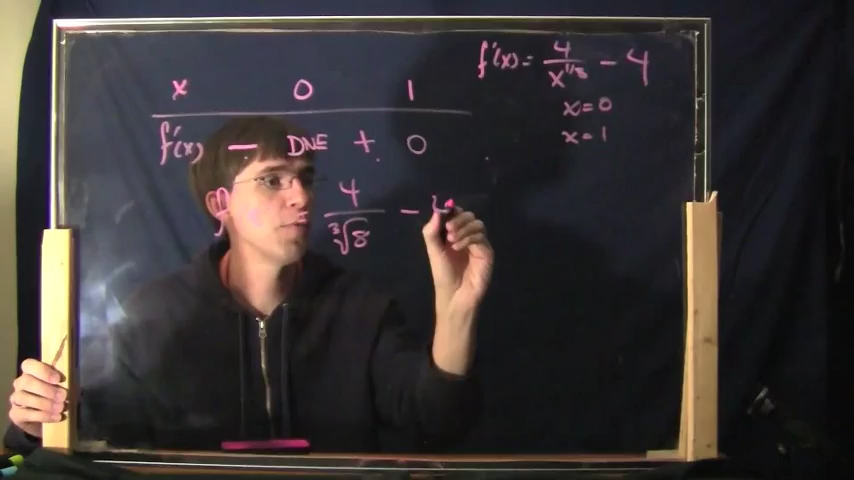 x 0 1
f'(x) — DNE + 0
f'(x) = 4/x^(1/3) − 4
x=0
x=1
= 4/∛8 − 4